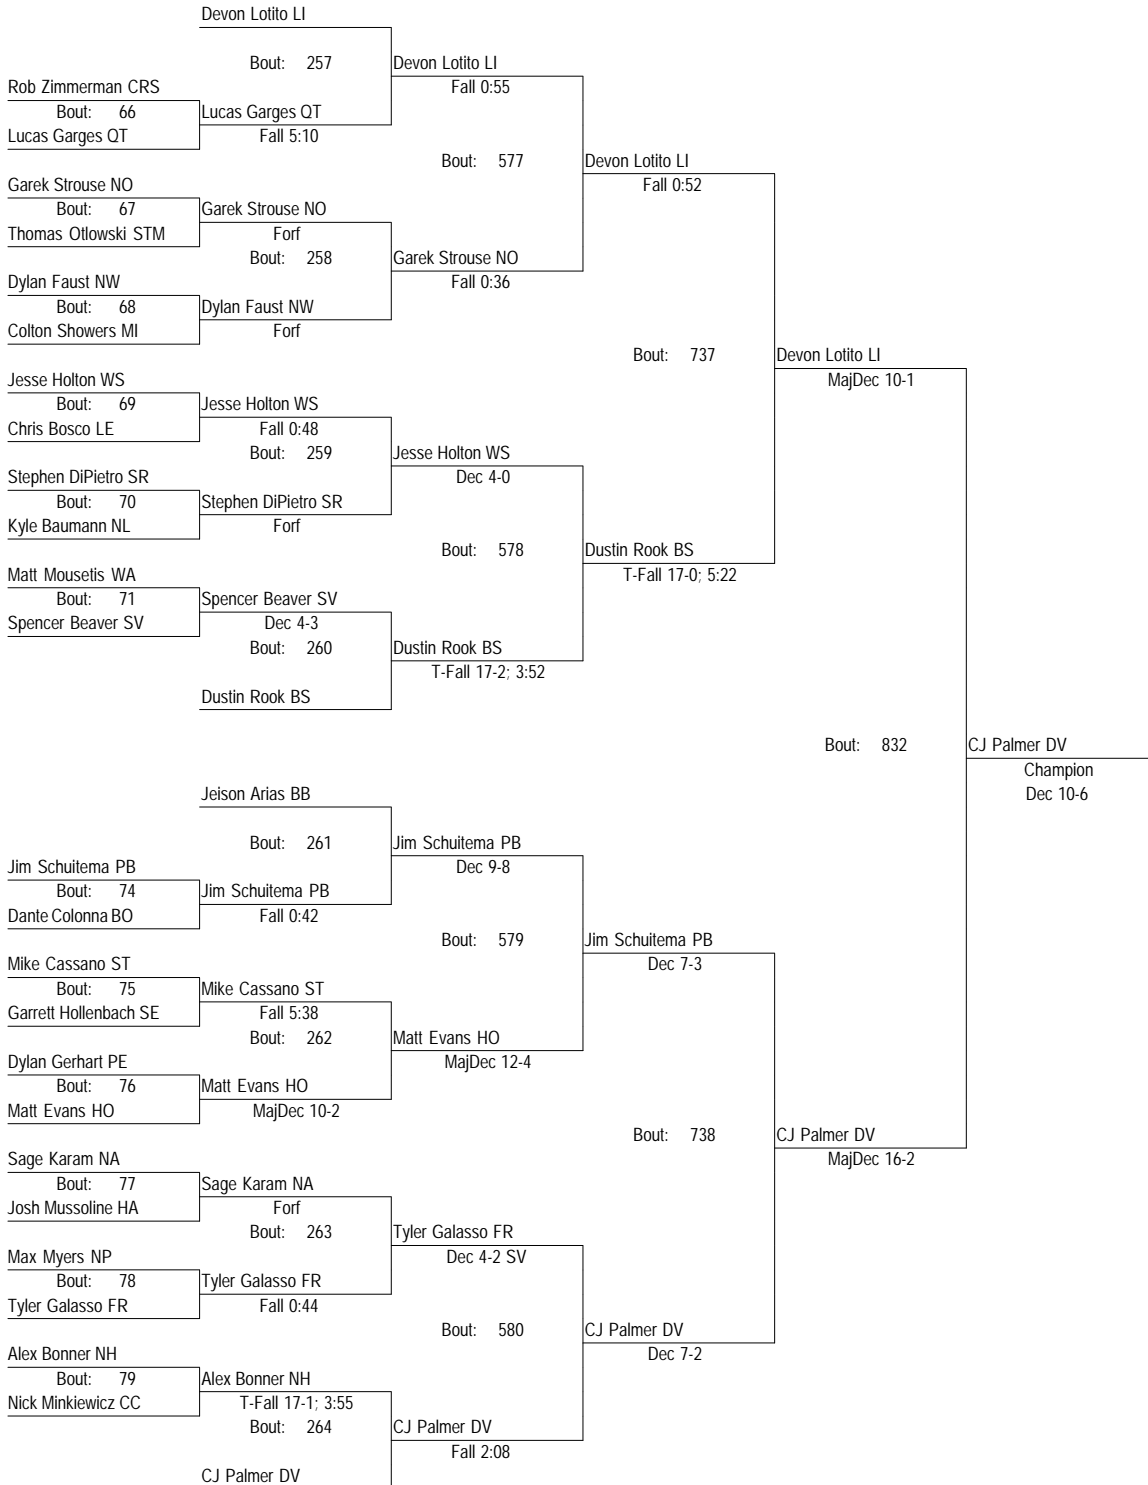 Devon Lotito LI
Bout: 257
Devon Lotito LI
Fall 0:55
Rob Zimmerman CRS
Bout: 66
Lucas Garges QT
Lucas Garges QT
Fall 5:10
Bout: 577
Devon Lotito LI
Fall 0:52
Garek Strouse NO
Bout: 67
Garek Strouse NO
Thomas Otlowski STM
Forf
Bout: 258
Garek Strouse NO
Fall 0:36
Dylan Faust NW
Bout: 68
Dylan Faust NW
Colton Showers MI
Forf
Bout: 737
Devon Lotito LI
MajDec 10-1
Jesse Holton WS
Bout: 69
Jesse Holton WS
Chris Bosco LE
Fall 0:48
Bout: 259
Jesse Holton WS
Dec 4-0
Stephen DiPietro SR
Bout: 70
Stephen DiPietro SR
Kyle Baumann NL
Forf
Bout: 578
Dustin Rook BS
T-Fall 17-0; 5:22
Matt Mousetis WA
Bout: 71
Spencer Beaver SV
Spencer Beaver SV
Dec 4-3
Bout: 260
Dustin Rook BS
T-Fall 17-2; 3:52
Dustin Rook BS
Bout: 832
CJ Palmer DV
Champion
Dec 10-6
Jeison Arias BB
Bout: 261
Jim Schuitema PB
Dec 9-8
Jim Schuitema PB
Bout: 74
Jim Schuitema PB
Dante Colonna BO
Fall 0:42
Bout: 579
Jim Schuitema PB
Dec 7-3
Mike Cassano ST
Bout: 75
Mike Cassano ST
Garrett Hollenbach SE
Fall 5:38
Bout: 262
Matt Evans HO
MajDec 12-4
Dylan Gerhart PE
Bout: 76
Matt Evans HO
Matt Evans HO
MajDec 10-2
Bout: 738
CJ Palmer DV
MajDec 16-2
Sage Karam NA
Bout: 77
Sage Karam NA
Josh Mussoline HA
Forf
Bout: 263
Tyler Galasso FR
Dec 4-2 SV
Max Myers NP
Bout: 78
Tyler Galasso FR
Tyler Galasso FR
Fall 0:44
Bout: 580
CJ Palmer DV
Dec 7-2
Alex Bonner NH
Bout: 79
Alex Bonner NH
Nick Minkiewicz CC
T-Fall 17-1; 3:55
Bout: 264
CJ Palmer DV
Fall 2:08
CJ Palmer DV